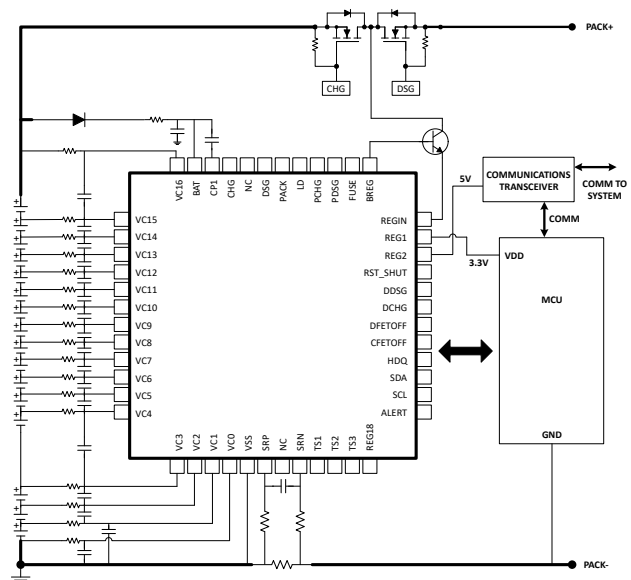 PACK+
CHG
DSG
VC16
BAT
CP1
CHG
NC
DSG
PACK
LD
PCHG
PDSG
FUSE
BREG
5V
COMMUNICATIONS
TRANSCEIVER
COMM TO
SYSTEM
COMM
3.3V
VDD
MCU
GND
VC15
VC14
VC13
VC12
VC11
VC10
VC9
VC8
VC7
VC6
VC5
VC4
REGIN
REG1
REG2
RST_SHUT
DDSG
DCHG
DFETOFF
CFETOFF
HDQ
SDA
SCL
ALERT
VC3
VC2
VC1
VC0
VSS
SRP
NC
SRN
TS1
TS2
TS3
REG18
PACK-